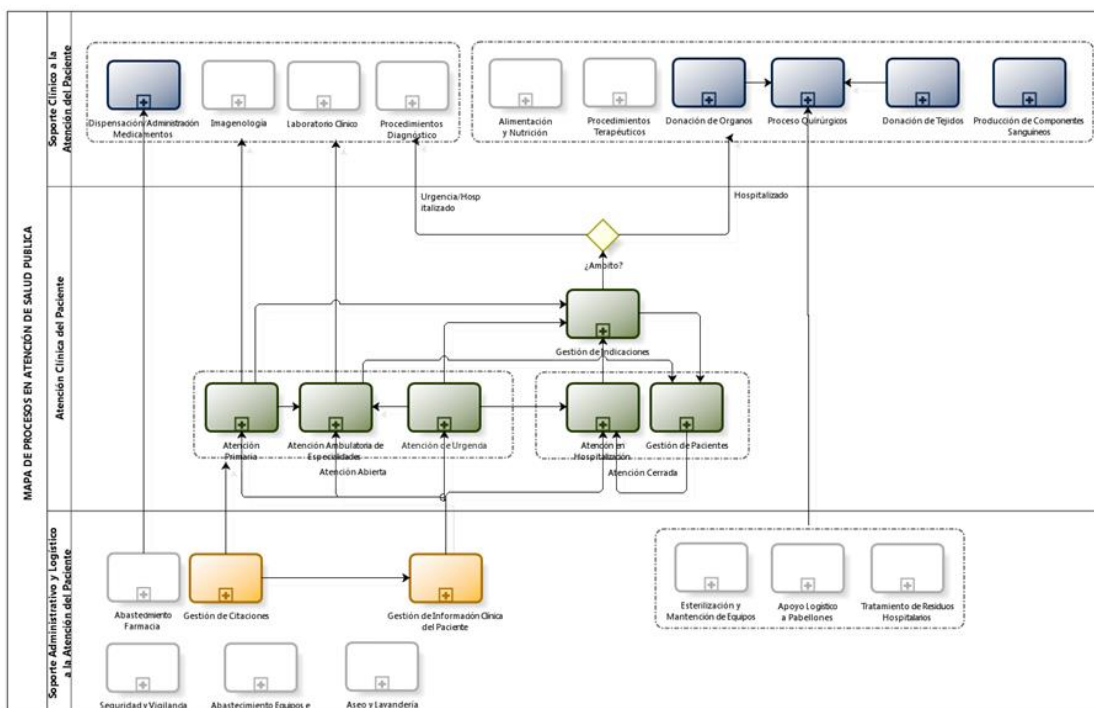 MAPA DE PROCESOS EN ATENCIÓN DE SALUD PUBLICA
Soporte Clínico a la
Atención del Paciente
Dispensación Administración
Medicamentos
Imagenología
Laboratorio Clínico
Procedimientos
Diagnóstico
Alimentación
y Nutrición
Procedimientos
Terapéuticos
Donación de Organos
Proceso Quirúrgicos
Donación de Tejidos
Producción de Componentes
Sanguíneos
Atención Clínica del Paciente
Urgencia/Hosp
italizado
Hospitalizado
¿Ambito?
Gestión de Indicaciones
Atención
Primaria
Atención Ambulatoria de
Especialidades
Atención de Urgencia
Atención en
Hospitalización
Gestión de Pacientes
Atención Abierta
Atención Cerrada
Soporte Administrativo y Logístico
a la Atención del Paciente
Abastecimiento
Farmacia
Gestión de Citaciones
Gestión de Información Clínica
del Paciente
Esterilización y
Mantención de Equipos
Apoyo Logístico
a Pabellones
Tratamiento de Residuos
Hospitalarios
Seguridad y Vigilancia
Abastecimiento Equipos e
Aseo y Lavandería